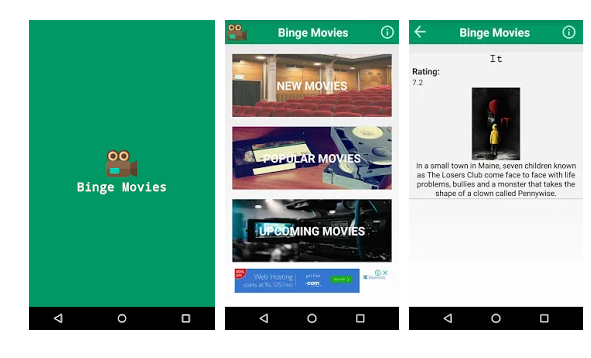 Binge Movies
Binge Movies
NEW MOVIES
POPULAR MOVIES
UPCOMING MOVIES
Web Hosting
starts at Rs.125/mo
.com
Binge Movies
It
Rating:
7.2
In a small town in Maine, seven children known
as The Losers Club come face to face with life
problems, bullies and a monster that takes the
shape of a clown called Pennywise.